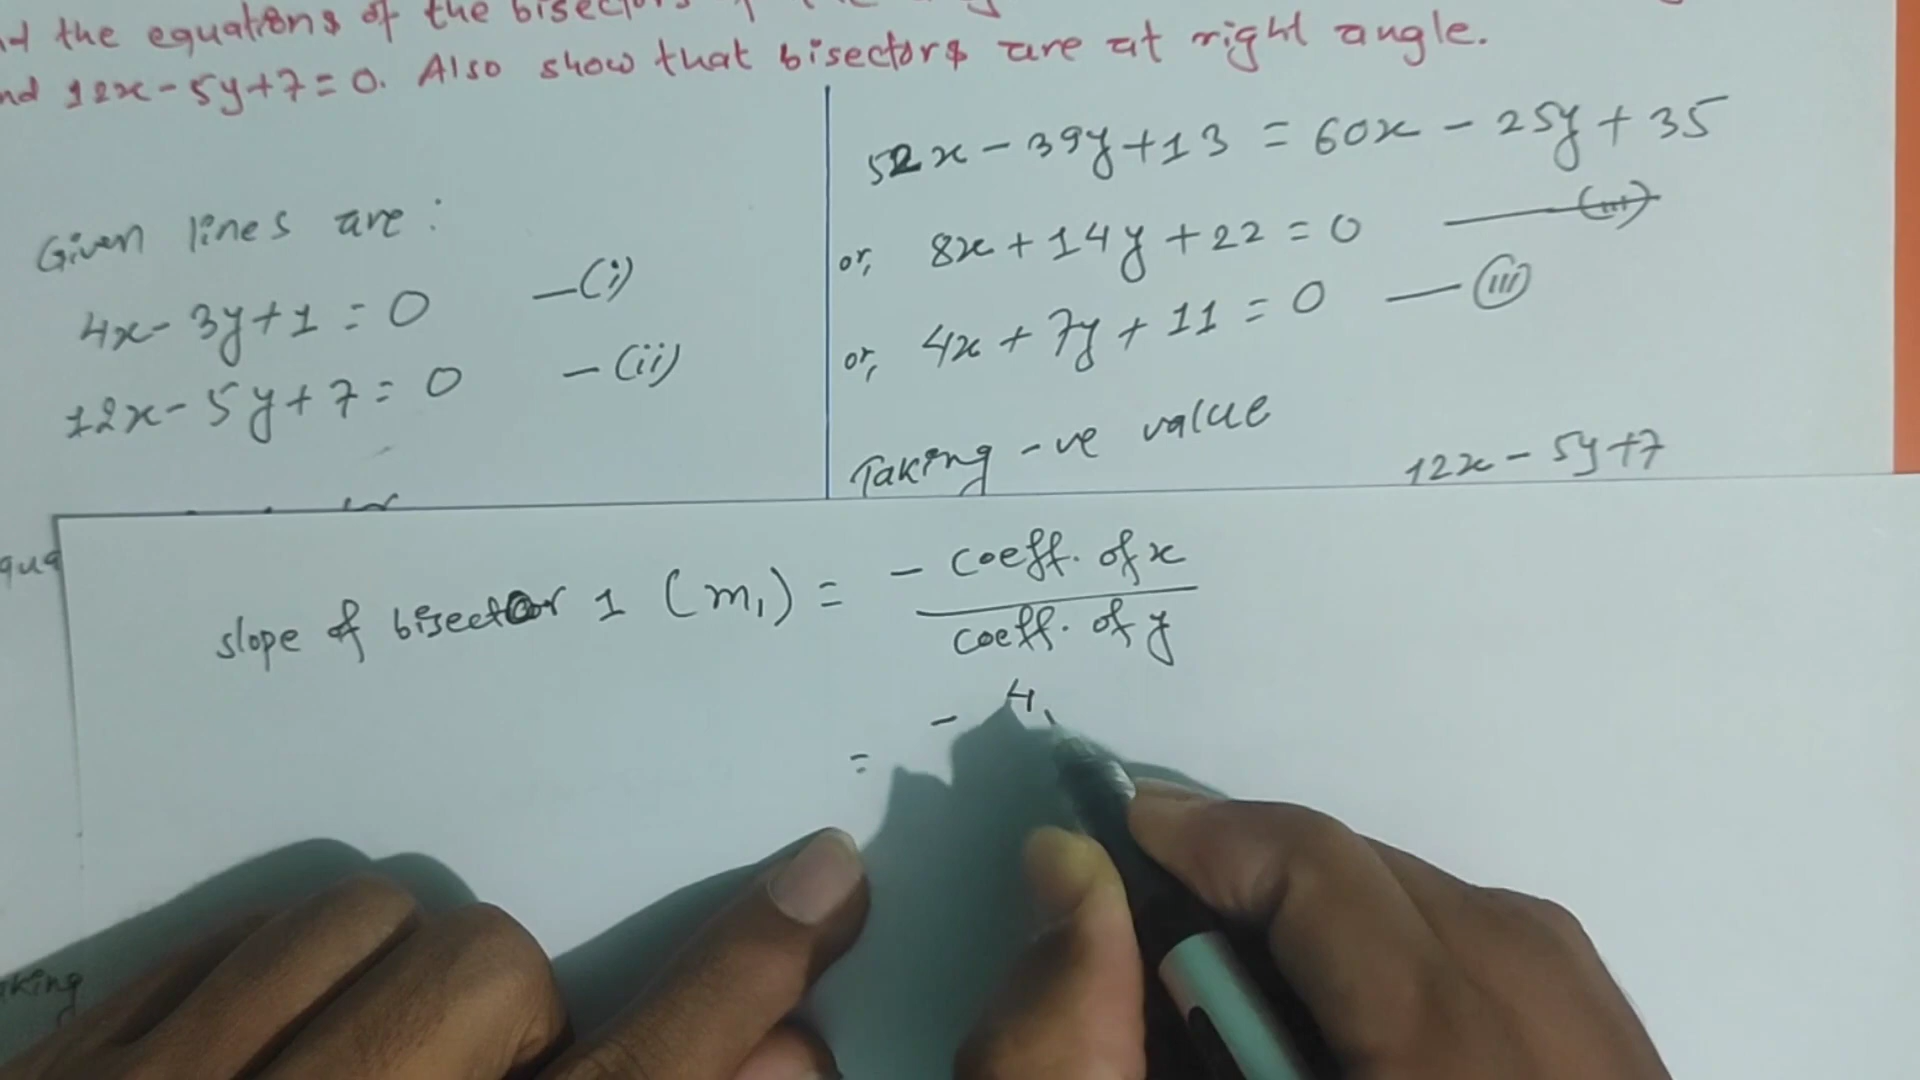 the equations of the bisectors
12x-5y+7=0. Also show that bisectors are at right angle.
Given lines are:
4x-3y+1=0 -(i)
12x-5y+7=0 -(ii)
52x-39y+13=60x-25y+35
or, 8x+14y+22=0 -(iii)
or, 4x+7y+11=0 -(iii)
Taking -ve value
12x-5y+7
slope of bisector 1 (m₁) = - coeff. of x
coeff. of y
= - 4